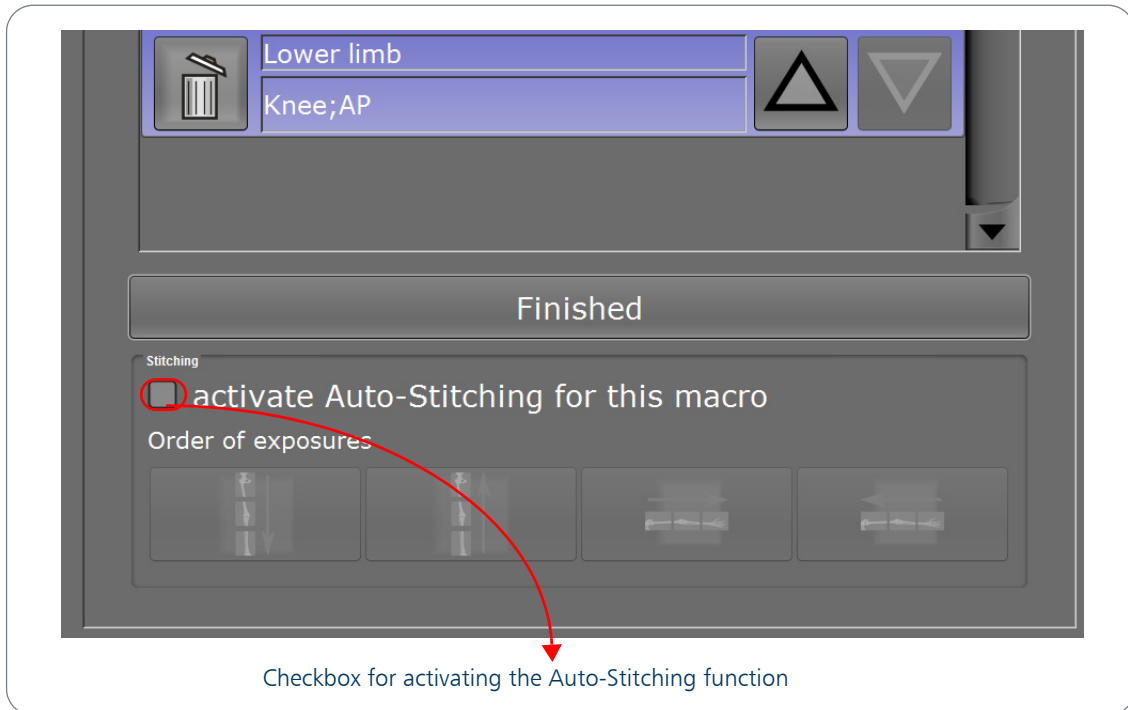 Lower limb
Knee;AP
Finished
Stitching
activate Auto-Stitching for this macro
Order of exposures
Checkbox for activating the Auto-Stitching function